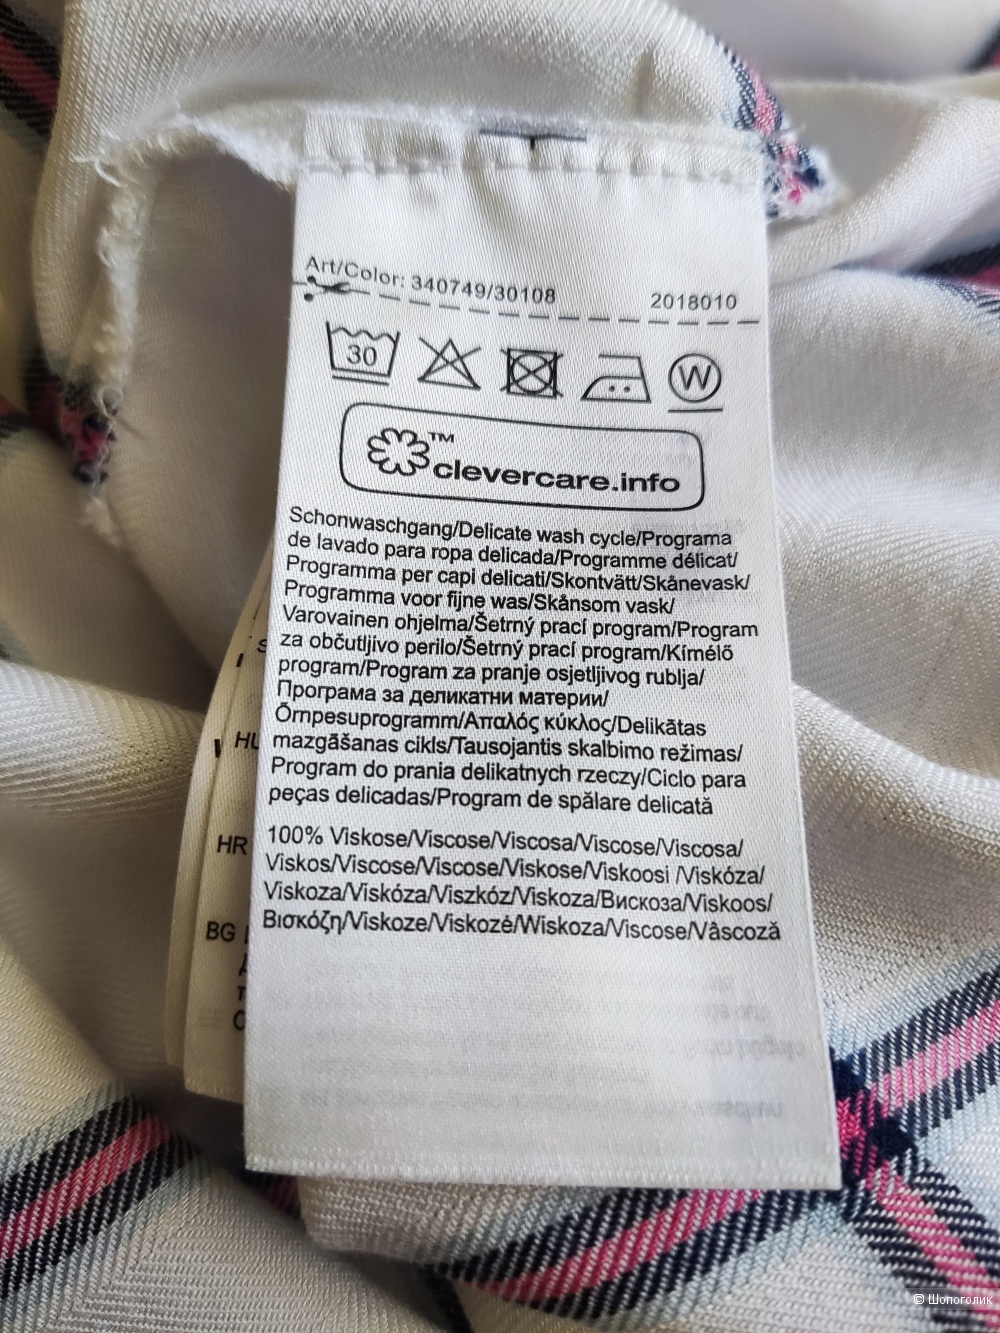 Art/Color: 340749/30108 2018010
30 W
™
clevercare.info
Schonwaschgang/Delicate wash cycle/Programa
de lavado para ropa delicada/Programme délicat/
Programma per capi delicati/Skontvätt/Skånevask/
Programma voor fijne was/Skånsom vask/
Varovainen ohjelma/Šetrný prací program/Program
za občutljivo perilo/Šetrný prací program/Kímélő
program/Program za pranje osjetljivog rublja/
Програма за деликатни материи/
Õrnpesuprogramm/Απαλός κύκλος/Delikātas
mazgāšanas cikls/Tausojantis skalbimo režimas/
Program do prania delikatnych rzeczy/Ciclo para
peças delicadas/Program de spălare delicată
100% Viskose/Viscose/Viscosa/Viscose/Viscosa/
Viskos/Viscose/Viscose/Viskose/Viskoosi /Viskóza/
Viskoza/Viskóza/Viszkóz/Viskoza/Вискоза/Viskoos/
Βισκόζη/Viskoze/Viskozė/Wiskoza/Viscose/Vâscoză
HU
HR
BG
© Шопоголик